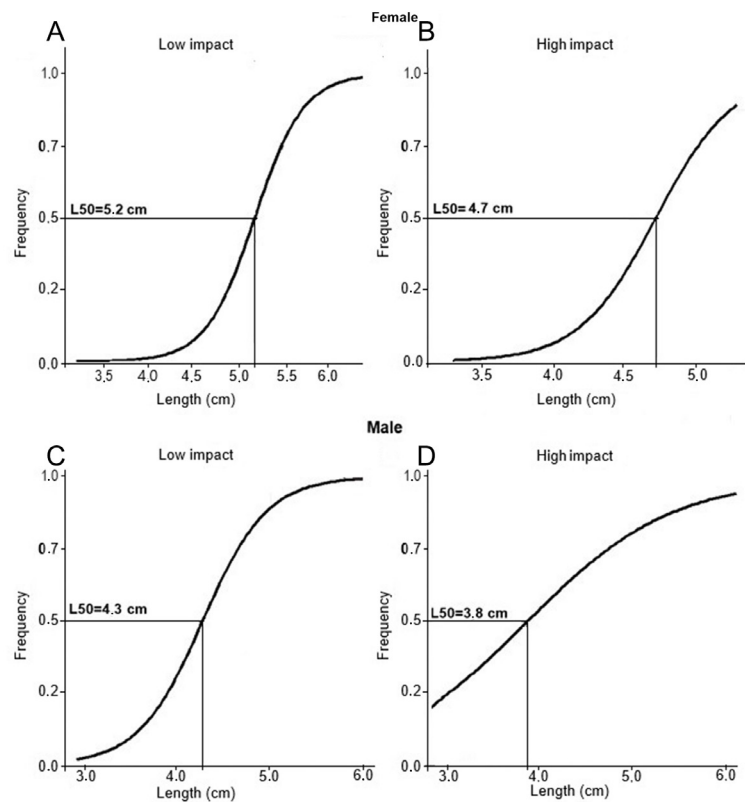 Female
A
Low impact
Frequency
1.0
0.7
0.5
0.2
0.0
L50=5.2 cm
3.5 4.0 4.5 5.0 5.5 6.0
Length (cm)
B
High impact
Frequency
1.0
0.7
0.5
0.2
0.0
L50= 4.7 cm
3.5 4.0 4.5 5.0
Length (cm)
Male
C
Low impact
Frequency
1.0
0.7
0.5
0.2
0.0
L50=4.3 cm
3.0 4.0 5.0 6.0
Length (cm)
D
High impact
Frequency
1.0
0.7
0.5
0.2
0.0
L50=3.8 cm
3.0 4.0 5.0 6.0
Length (cm)